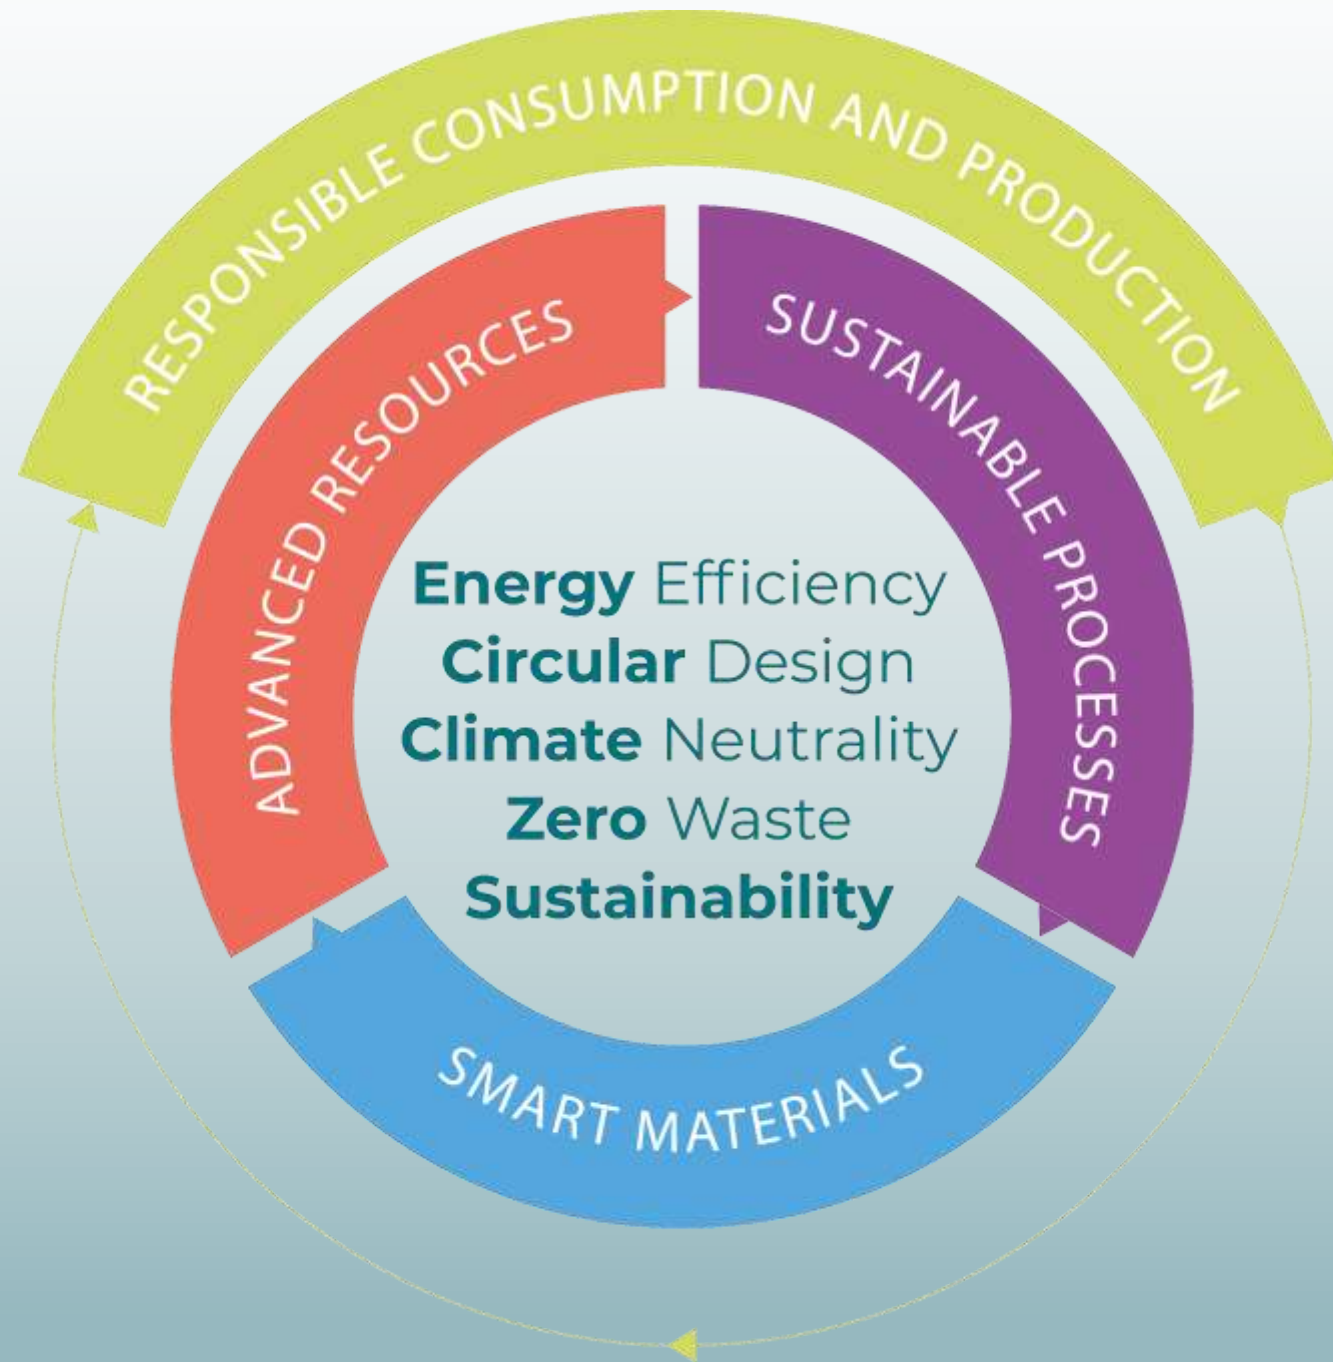 RESPONSIBLE CONSUMPTION AND PRODUCTION
ADVANCED RESOURCES
SUSTAINABLE PROCESSES
Energy Efficiency
Circular Design
Climate Neutrality
Zero Waste
Sustainability
SMART MATERIALS